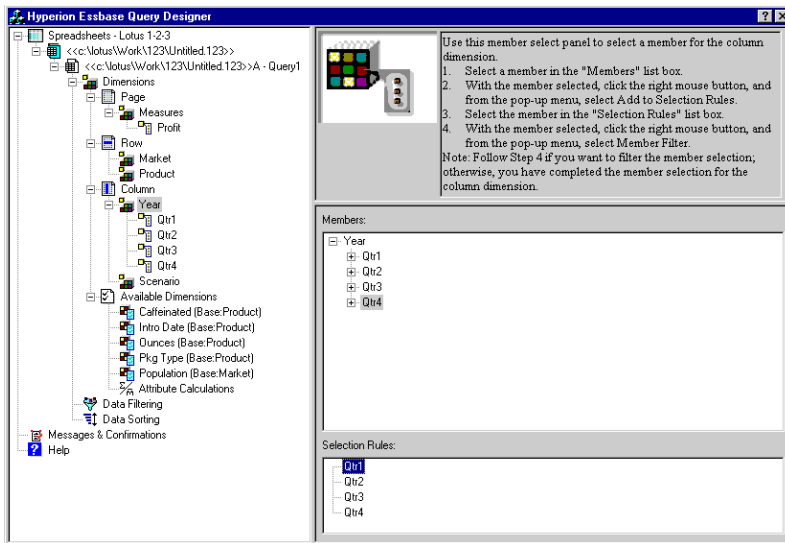 Hyperion Essbase Query Designer
Spreadsheets - Lotus 1-2-3
<<c:\lotus\Work\123\Untitled.123>>
<<c:\lotus\Work\123\Untitled.123>>A - Query1
Dimensions
Page
Measures
Profit
Row
Market
Product
Column
Year
Qtr1
Qtr2
Qtr3
Qtr4
Scenario
Available Dimensions
Caffeinated (Base:Product)
Intro Date (Base:Product)
Ounces (Base:Product)
Pkg Type (Base:Product)
Population (Base:Market)
Attribute Calculations
Data Filtering
Data Sorting
Messages & Confirmations
Help
Use this member select panel to select a member for the column
dimension.
1. Select a member in the "Members" list box.
2. With the member selected, click the right mouse button, and
from the pop-up menu, select Add to Selection Rules.
3. Select the member in the "Selection Rules" list box.
4. With the member selected, click the right mouse button, and
from the pop-up menu, select Member Filter.
Note: Follow Step 4 if you want to filter the member selection;
otherwise, you have completed the member selection for the
column dimension.
Members:
Year
Qtr1
Qtr2
Qtr3
Qtr4
Selection Rules:
Qtr1
Qtr2
Qtr3
Qtr4